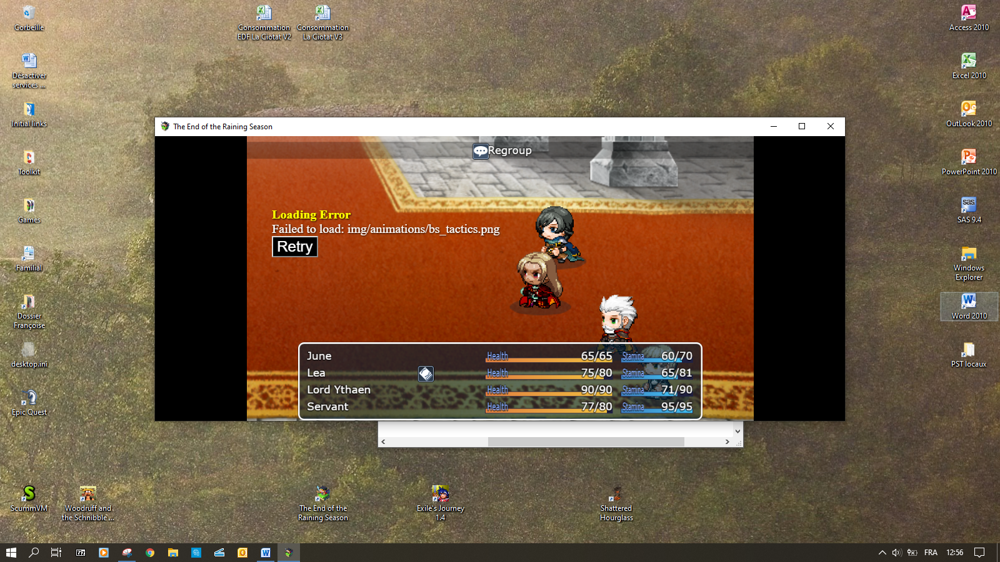 Corbeille
Consommation
EDF La Ciotat V2
Consommation
La Ciotat V3
Access 2010
Désactiver
services ...
Excel 2010
Initial links
OutLook 2010
The End of the Raining Season
Regroup
Toolkit
PowerPoint 2010
Games
SAS 9.4
Loading Error
Failed to load: img/animations/bs_tactics.png
Retry
Familial
Windows
Explorer
Dossier
Françoise
Word 2010
desktop.ini
PST locaux
June Health 65/65 Stamina 60/70
Lea Health 75/80 Stamina 65/81
Lord Ythaen Health 90/90 Stamina 71/90
Servant Health 77/80 Stamina 95/95
Epic Quest
ScummVM
Woodruff and
the Schnibble ...
The End of the
Raining Season
Exile's Journey
1.4
Shattered
Hourglass
FRA 12:56